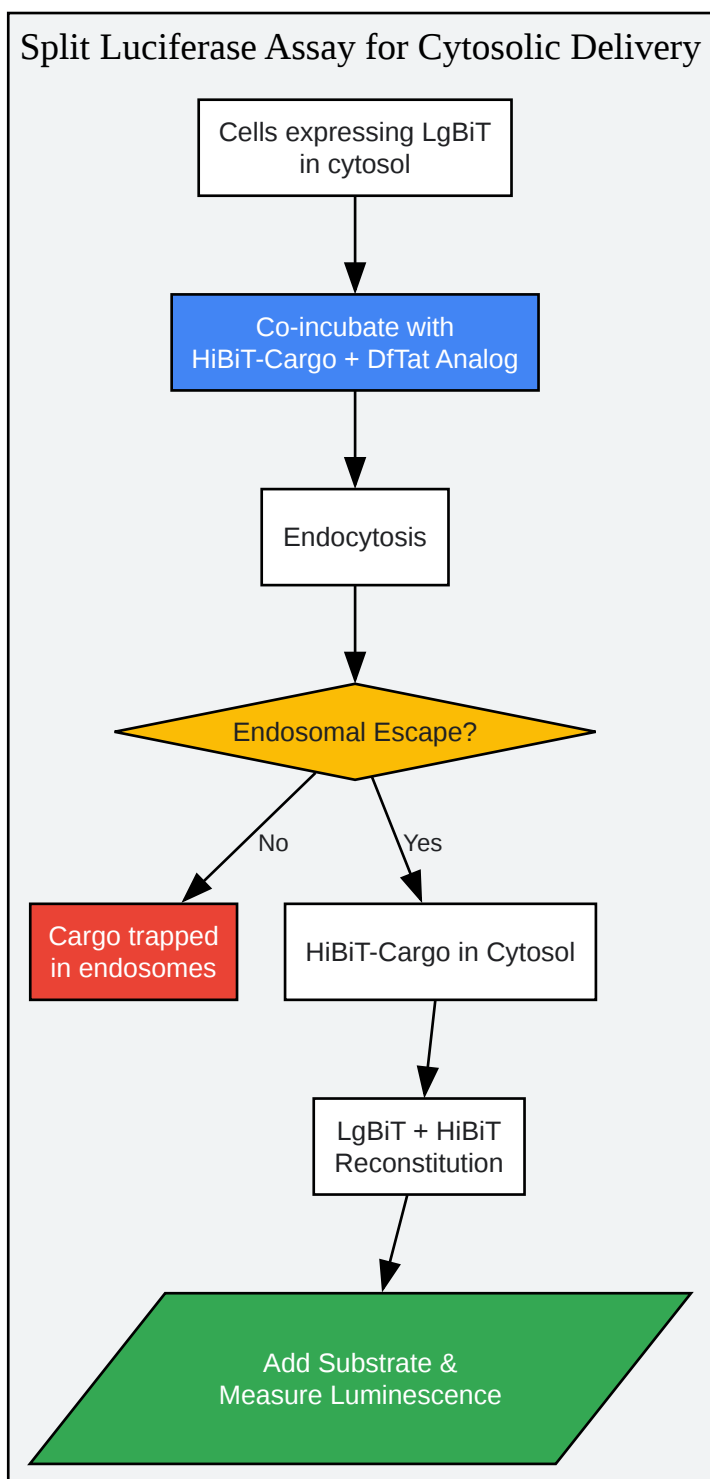 Split Luciferase Assay for Cytosolic Delivery
Cells expressing LgBiT
in cytosol
Co-incubate with
HiBiT-Cargo + DfTat Analog
Endocytosis
Endosomal Escape?
No
Yes
Cargo trapped
in endosomes
HiBiT-Cargo in Cytosol
LgBiT + HiBiT
Reconstitution
Add Substrate &
Measure Luminescence